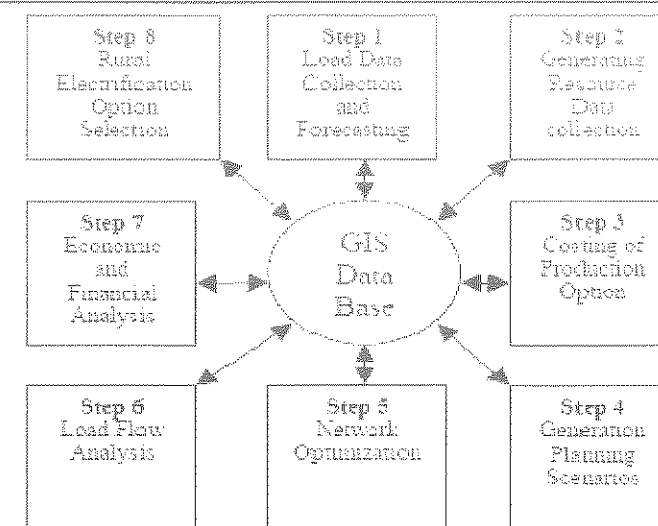 Step 8
Rural
Electrification
Option
Selection
Step 1
Load Data
Collection
and
Forecasting
Step 2
Generating
Resource
Data
collection
Step 7
Economic
and
Financial
Analysis
GIS
Data
Base
Step 3
Costing of
Production
Option
Step 6
Load Flow
Analysis
Step 5
Network
Optimization
Step 4
Generation
Planning
Scenarios